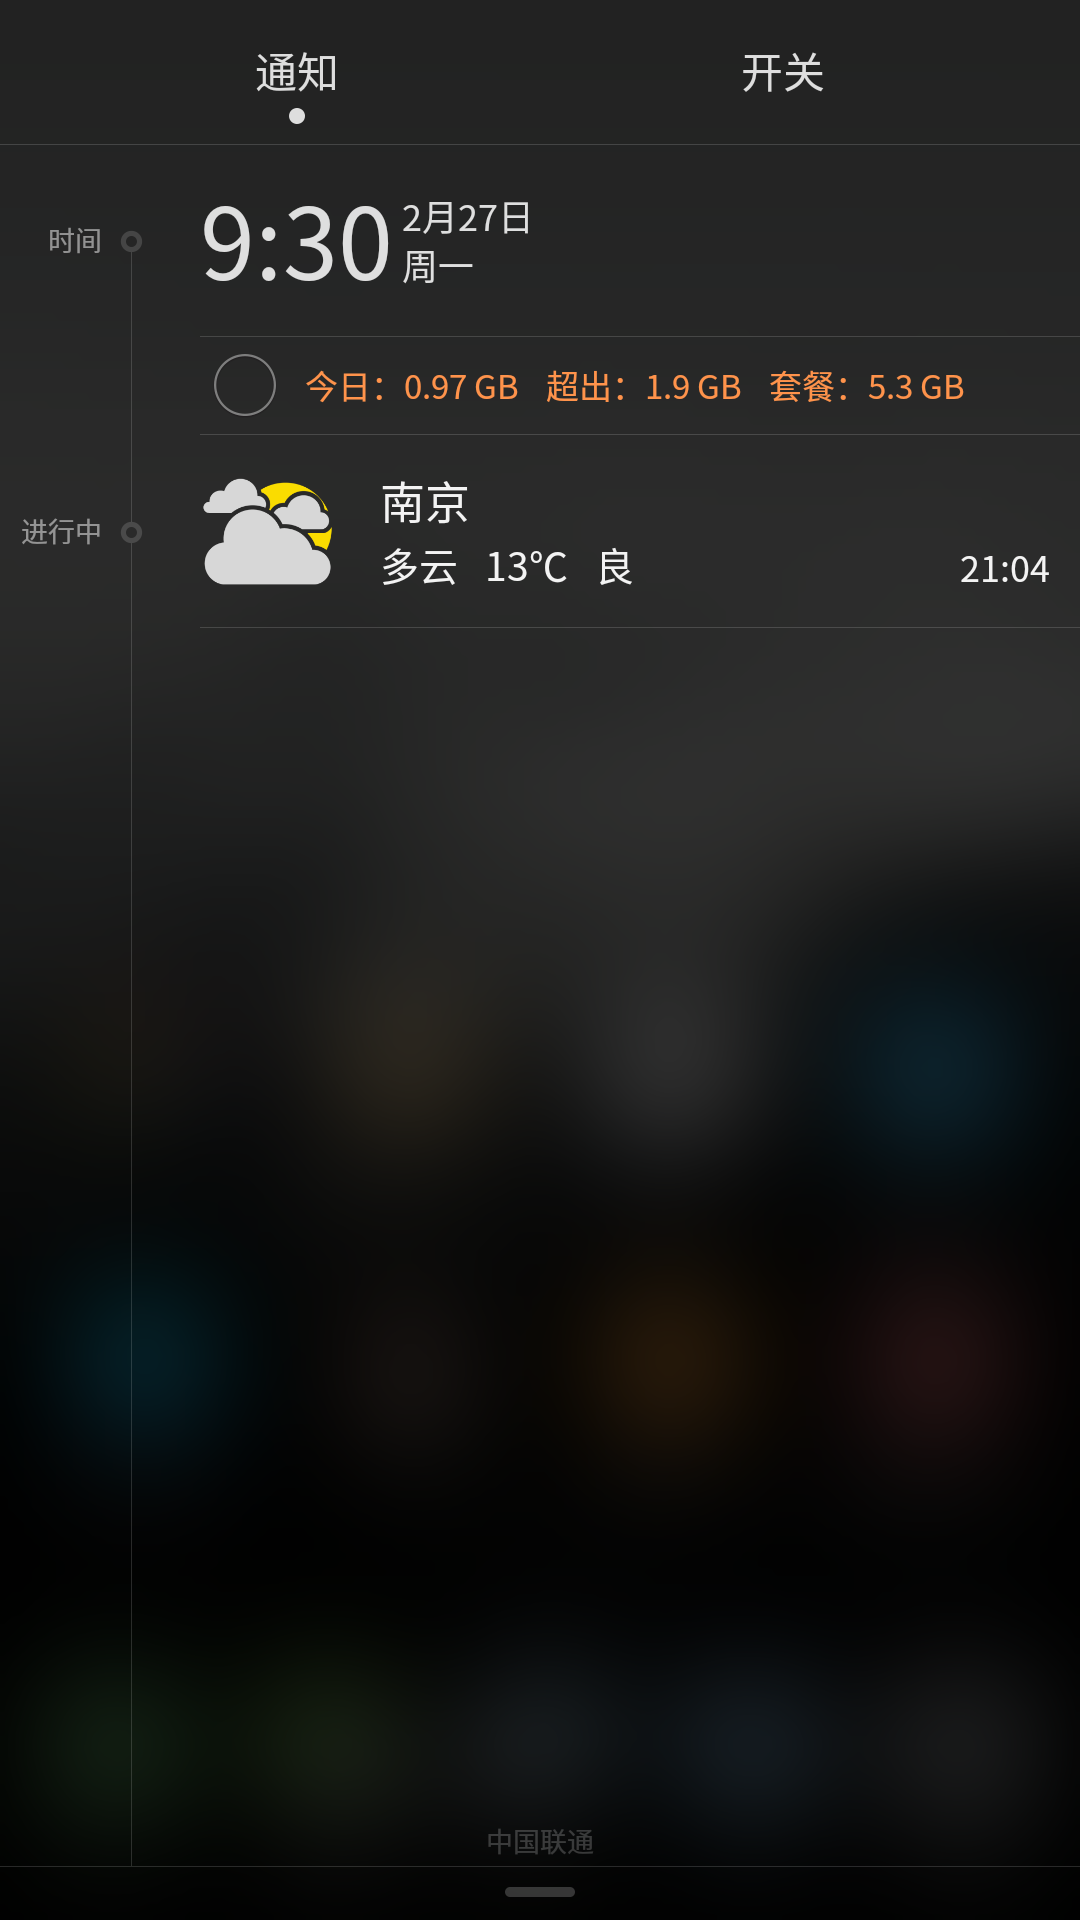 通知 开关
时间 9:30 2月27日
周一
今日：0.97 GB 超出：1.9 GB 套餐：5.3 GB
南京
进行中
多云 13℃ 良 21:04
中国联通